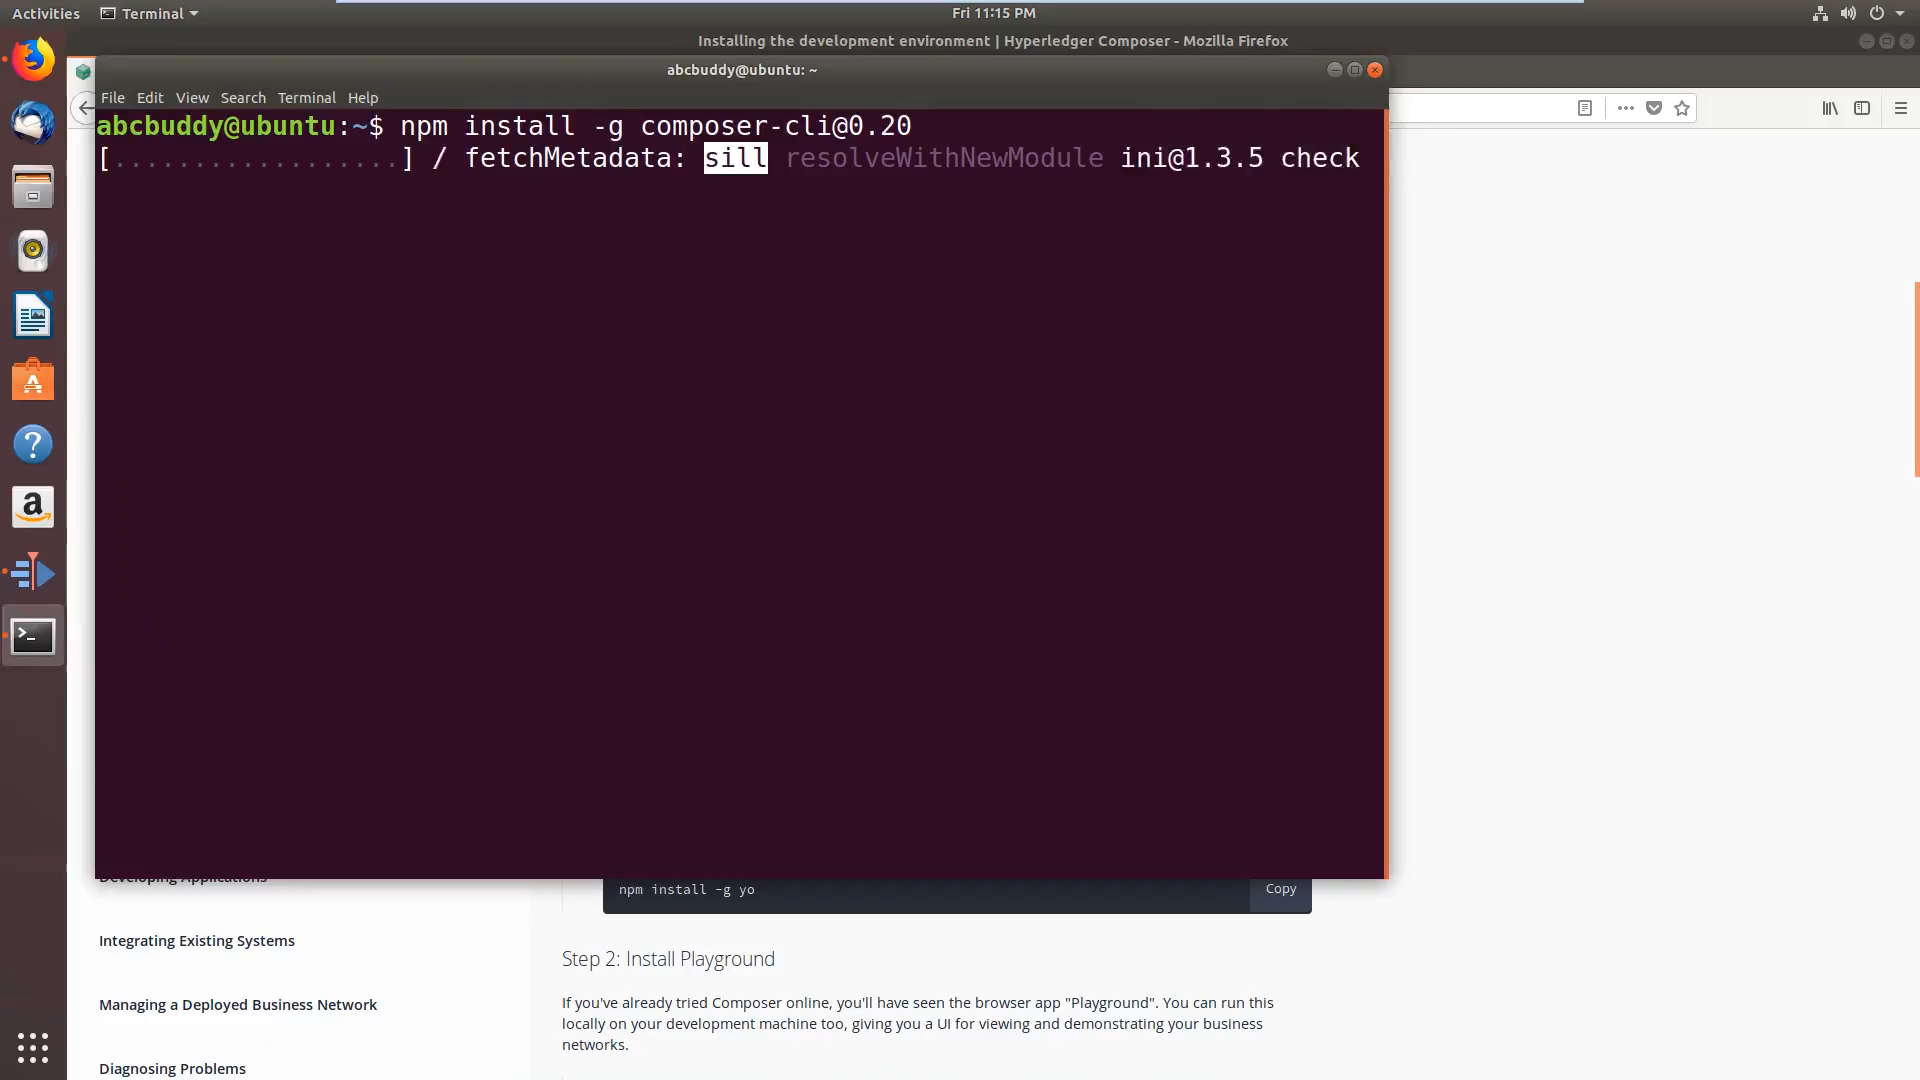 Activities Terminal Fri 11:15 PM
Installing the development environment | Hyperledger Composer - Mozilla Firefox
abcbuddy@ubuntu: ~
File Edit View Search Terminal Help
abcbuddy@ubuntu:~$ npm install -g composer-cli@0.20
[..................] / fetchMetadata: sill resolveWithNewModule ini@1.3.5 check
Developing Applications
npm install -g yo Copy
Integrating Existing Systems
Step 2: Install Playground
Managing a Deployed Business Network
If you've already tried Composer online, you'll have seen the browser app "Playground". You can run this
locally on your development machine too, giving you a UI for viewing and demonstrating your business
networks.
Diagnosing Problems